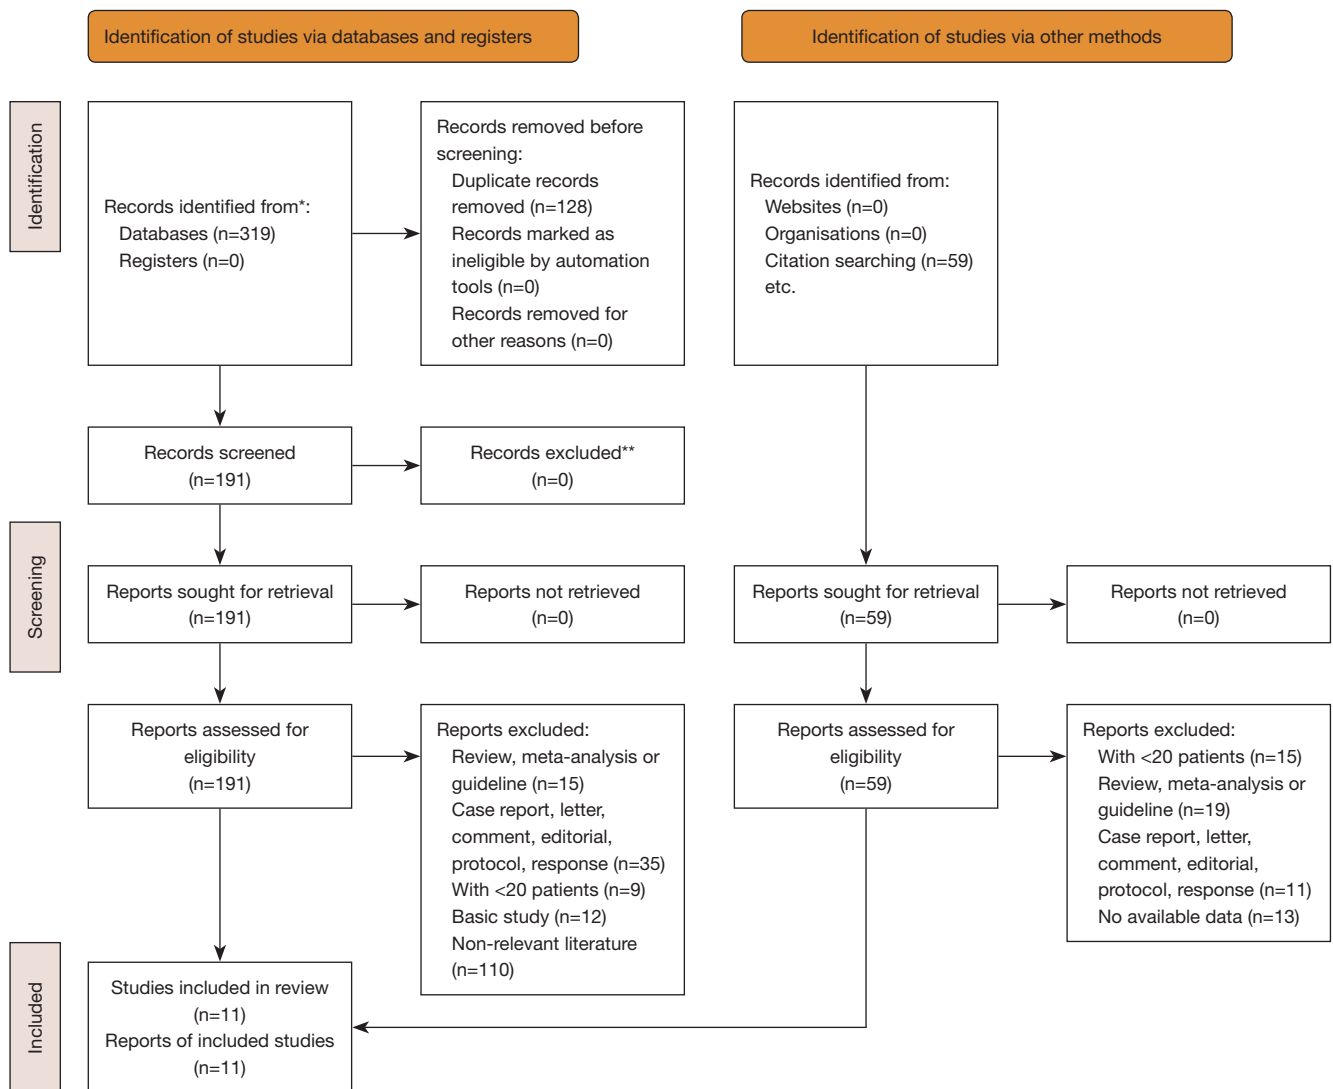 Identification of studies via databases and registers
Identification of studies via other methods
Identification
Records identified from*:
Databases (n=319)
Registers (n=0)
Records removed before
screening:
Duplicate records
removed (n=128)
Records marked as
ineligible by automation
tools (n=0)
Records removed for
other reasons (n=0)
Records identified from:
Websites (n=0)
Organisations (n=0)
Citation searching (n=59)
etc.
Records screened
(n=191)
Records excluded**
(n=0)
Screening
Reports sought for retrieval
(n=191)
Reports not retrieved
(n=0)
Reports sought for retrieval
(n=59)
Reports not retrieved
(n=0)
Reports assessed for
eligibility
(n=191)
Reports excluded:
Review, meta-analysis or
guideline (n=15)
Case report, letter,
comment, editorial,
protocol, response (n=35)
With <20 patients (n=9)
Basic study (n=12)
Non-relevant literature
(n=110)
Reports assessed for
eligibility
(n=59)
Reports excluded:
With <20 patients (n=15)
Review, meta-analysis or
guideline (n=19)
Case report, letter,
comment, editorial,
protocol, response (n=11)
No available data (n=13)
Included
Studies included in review
(n=11)
Reports of included studies
(n=11)